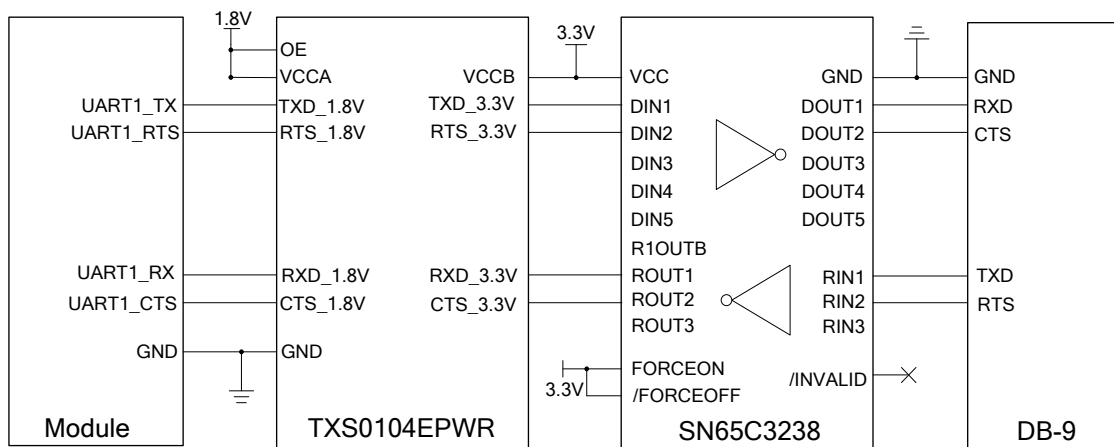 1.8V
3.3V
OE
VCCA
VCCB
VCC
GND
GND
UART1_TX
TXD_1.8V
TXD_3.3V
DIN1
DOUT1
RXD
UART1_RTS
RTS_1.8V
RTS_3.3V
DIN2
DOUT2
CTS
DIN3
DOUT3
DIN4
DOUT4
DIN5
DOUT5
R1OUTB
UART1_RX
RXD_1.8V
RXD_3.3V
ROUT1
RIN1
TXD
UART1_CTS
CTS_1.8V
CTS_3.3V
ROUT2
RIN2
RTS
ROUT3
RIN3
GND
GND
FORCEON
3.3V
/FORCEOFF
/INVALID
Module
TXS0104EPWR
SN65C3238
DB-9